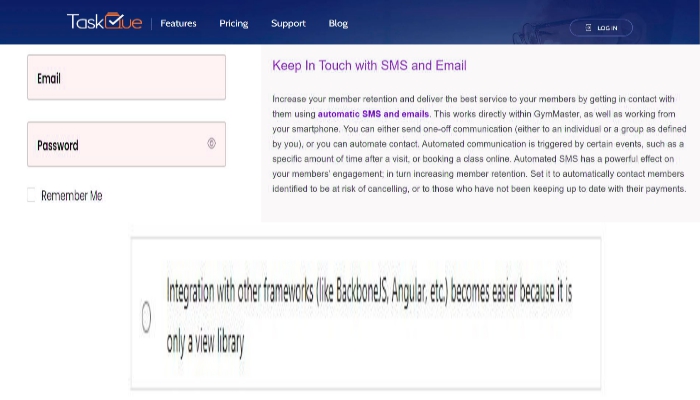 TaskQue
Features
Pricing
Support
Blog
LOG IN
Email
Password
Remember Me
Keep In Touch with SMS and Email
Increase your member retention and deliver the best service to your members by getting in contact with
them using automatic SMS and emails. This works directly within GymMaster, as well as working from
your smartphone. You can either send one-off communication (either to an individual or a group as defined
by you), or you can automate contact. Automated communication is triggered by certain events, such as a
specific amount of time after a visit, or booking a class online. Automated SMS has a powerful effect on
your members' engagement; in turn increasing member retention. Set it to automatically contact members
identified to be at risk of cancelling, or to those who have not been keeping up to date with their payments.
Integration with other frameworks (like BackboneJS, Angular, etc.) becomes easier because it is
only a view library